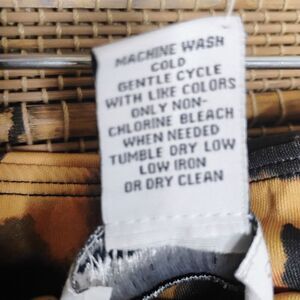 MACHINE WASH
COLD
GENTLE CYCLE
WITH LIKE COLORS
ONLY NON-
CHLORINE BLEACH
WHEN NEEDED
TUMBLE DRY LOW
LOW IRON
OR DRY CLEAN